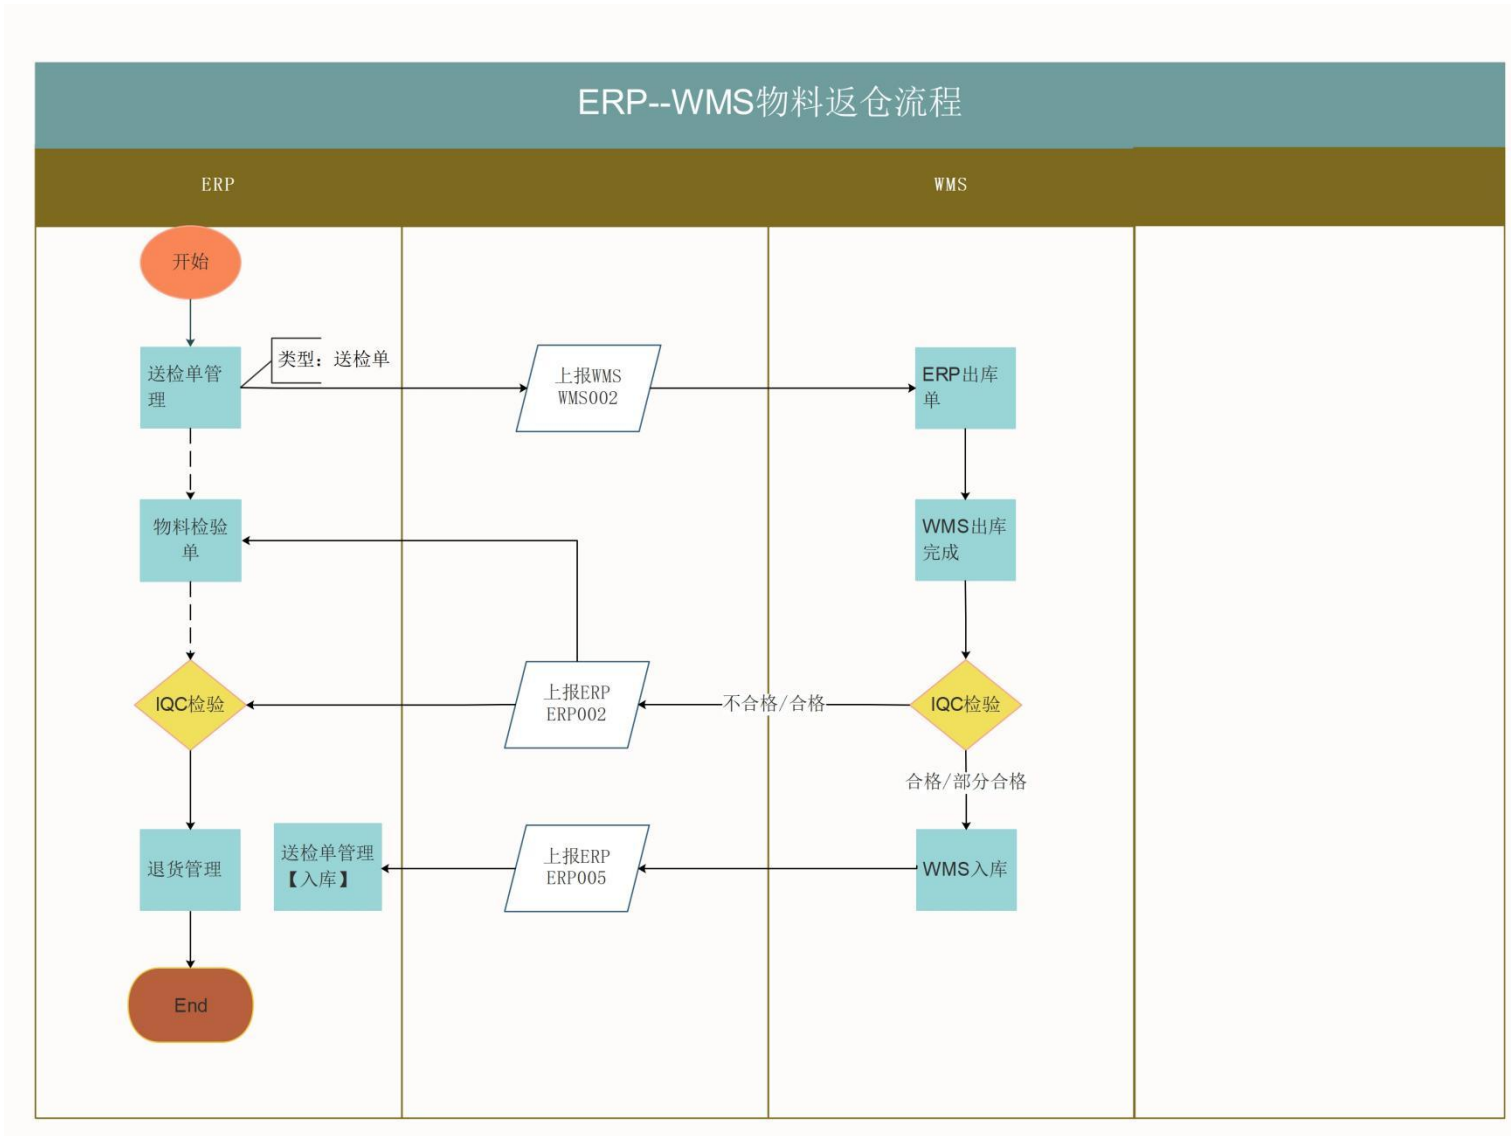 ERP--WMS物料返仓流程
ERP
WMS
开始
送检单管
理
类型: 送检单
上报WMS
WMS002
ERP出库
单
物料检验
单
WMS出库
完成
IQC检验
上报ERP
ERP002
不合格/合格
IQC检验
合格/部分合格
退货管理
送检单管理
【入库】
上报ERP
ERP005
WMS入库
End